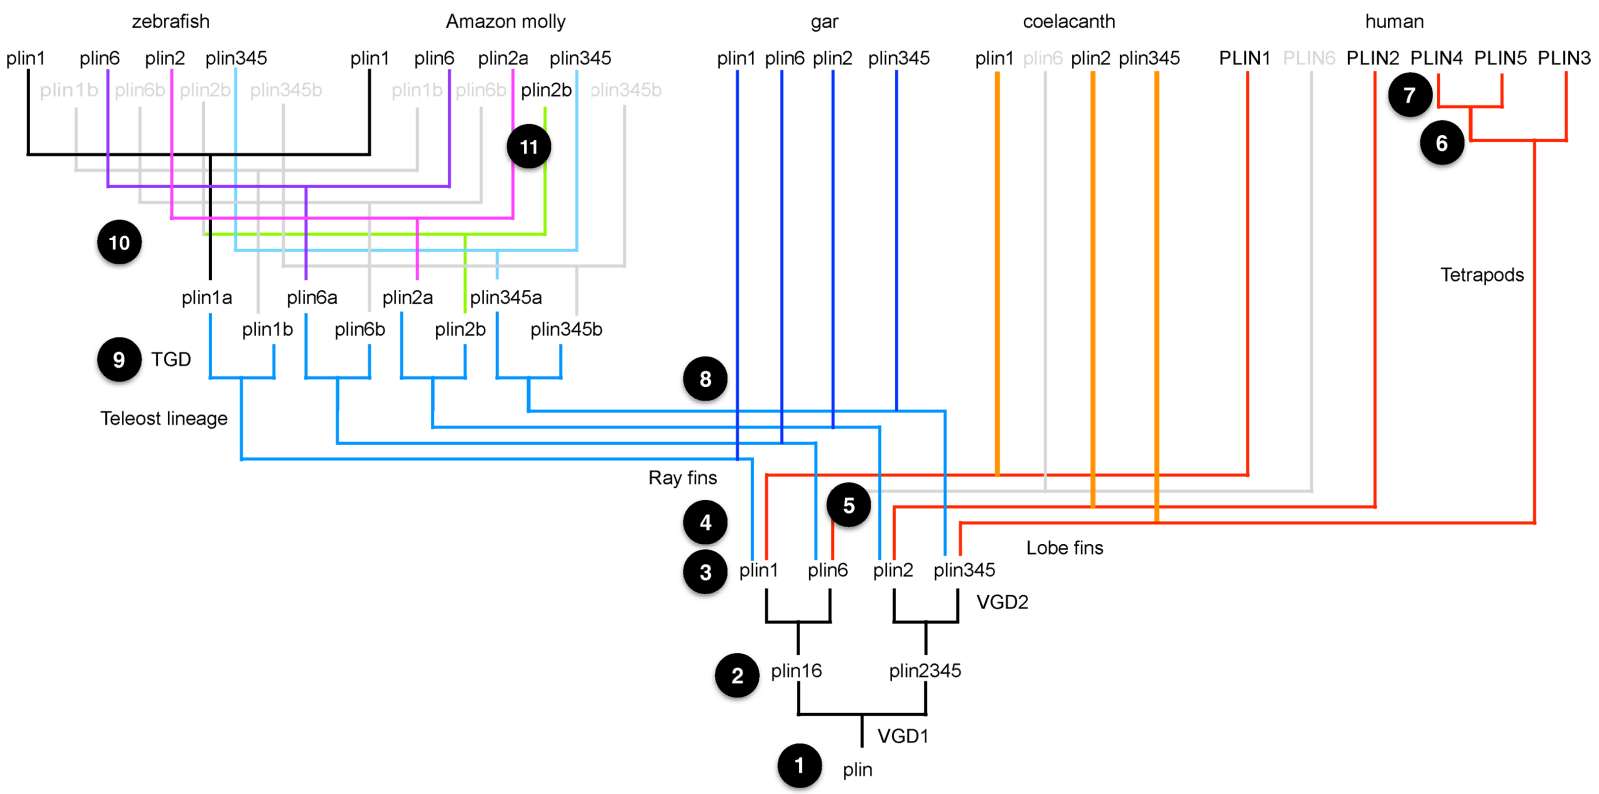 zebrafish Amazon molly gar coelacanth human
plin1 plin6 plin2 plin345 plin1 plin6 plin2a plin345 plin1 plin6 plin2 plin345 plin1 plin6 plin2 plin345 PLIN1 PLIN6 PLIN2 PLIN4 PLIN5 PLIN3
plin1b plin6b plin2b plin345b plin1b plin6b plin2b plin345b
7
11 6
10
Tetrapods
plin1a plin6a plin2a plin345a
plin1b plin6b plin2b plin345b
9 TGD
8
Teleost lineage
Ray fins
5
4
Lobe fins
3 plin1 plin6 plin2 plin345
VGD2
2 plin16 plin2345
VGD1
1 plin